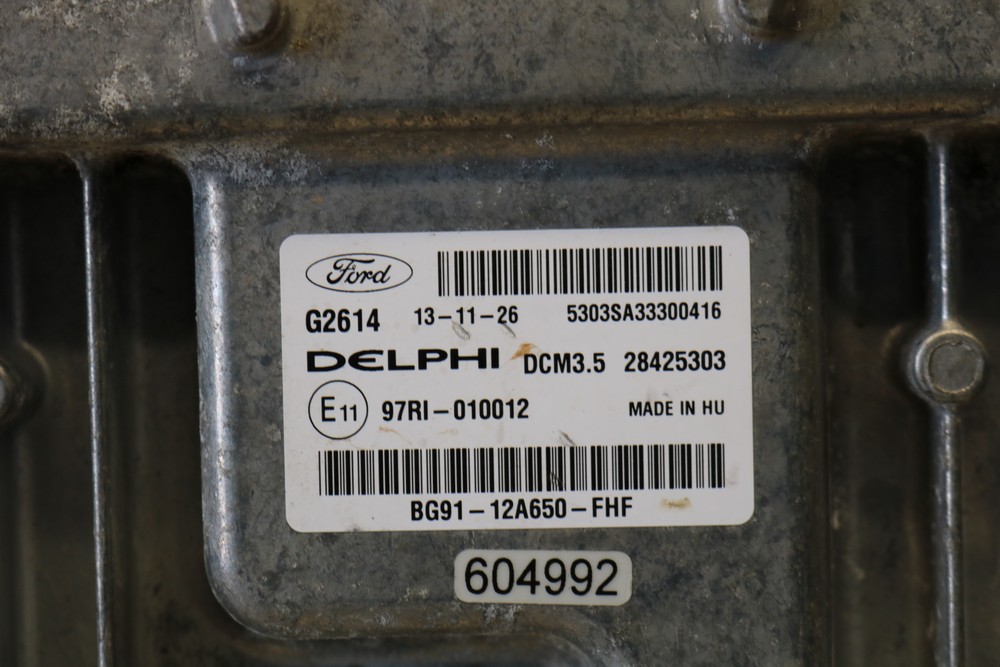 Ford
G2614 13-11-26 5303SA33300416
DELPHI DCM3.5 28425303
E11 97RI-010012 MADE IN HU
BG91-12A650-FHF
604992